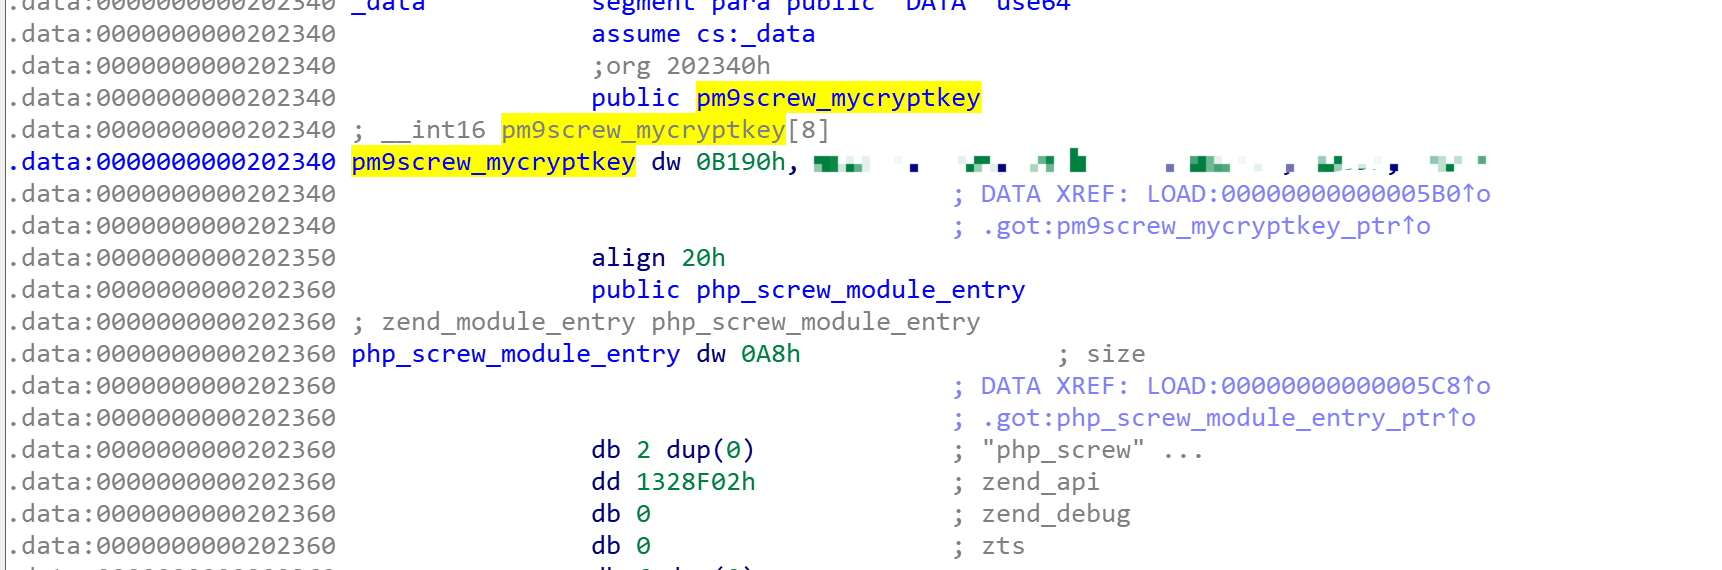 .data:0000000000202340 _data segment para public 'DATA' use64
.data:0000000000202340 assume cs:_data
.data:0000000000202340 ;org 202340h
.data:0000000000202340 public pm9screw_mycryptkey
.data:0000000000202340 ; __int16 pm9screw_mycryptkey[8]
.data:0000000000202340 pm9screw_mycryptkey dw 0B190h,
.data:0000000000202340 ; DATA XREF: LOAD:00000000000005B0↑o
.data:0000000000202340 ; .got:pm9screw_mycryptkey_ptr↑o
.data:0000000000202350 align 20h
.data:0000000000202360 public php_screw_module_entry
.data:0000000000202360 ; zend_module_entry php_screw_module_entry
.data:0000000000202360 php_screw_module_entry dw 0A8h ; size
.data:0000000000202360 ; DATA XREF: LOAD:00000000000005C8↑o
.data:0000000000202360 ; .got:php_screw_module_entry_ptr↑o
.data:0000000000202360 db 2 dup(0) ; "php_screw" ...
.data:0000000000202360 dd 1328F02h ; zend_api
.data:0000000000202360 db 0 ; zend_debug
.data:0000000000202360 db 0 ; zts